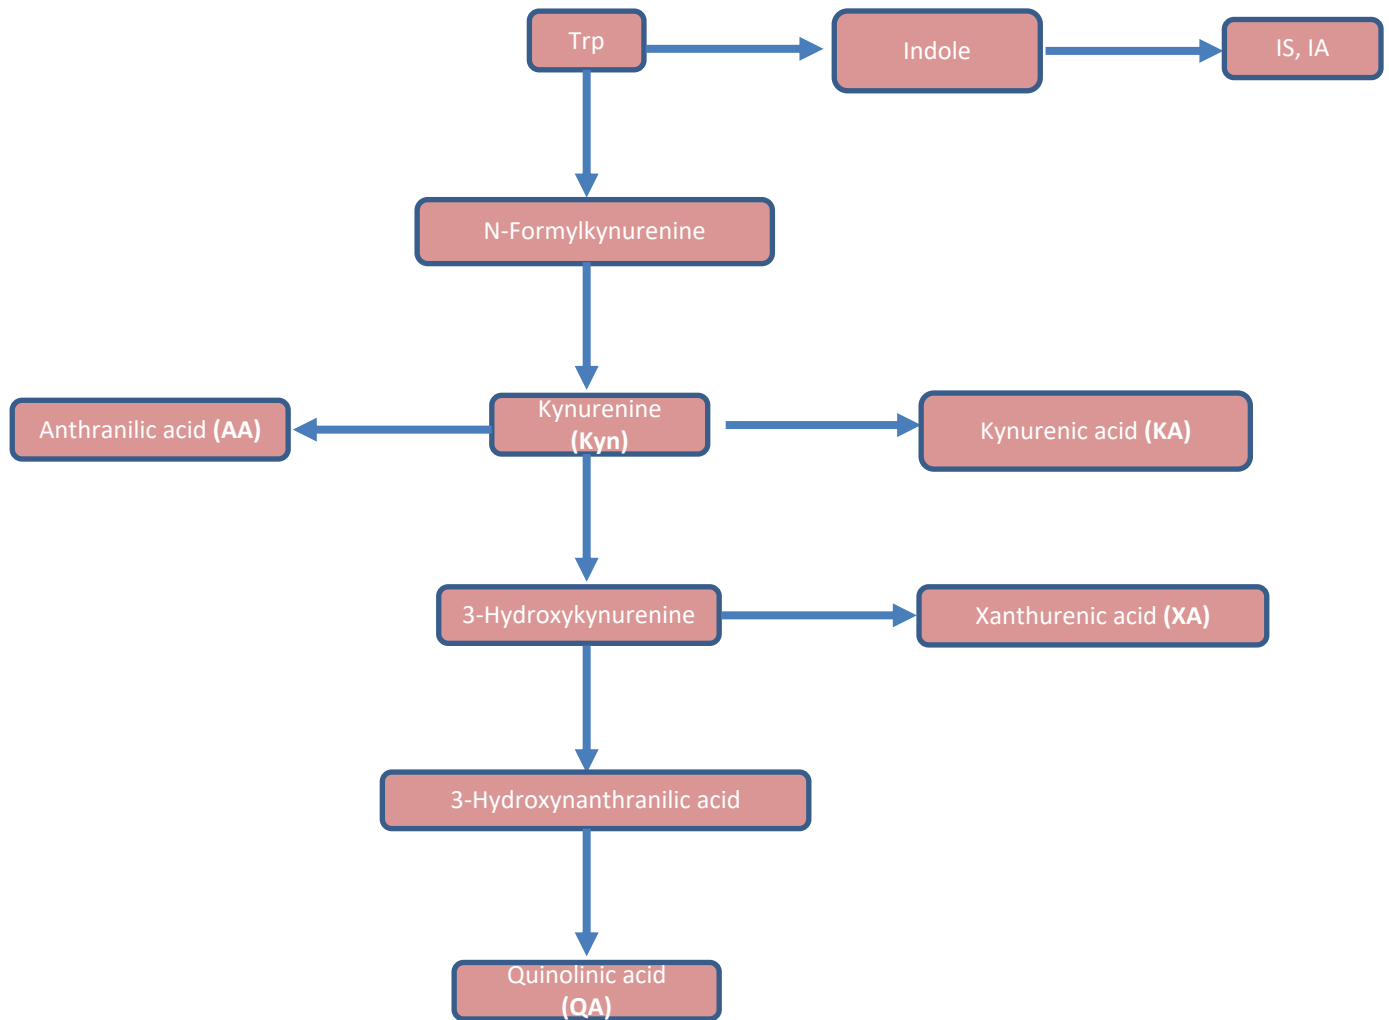 Trp
Indole
IS, IA
N-Formylkynurenine
Anthranilic acid (AA)
Kynurenine
(Kyn)
Kynurenic acid (KA)
3-Hydroxykynurenine
Xanthurenic acid (XA)
3-Hydroxynanthranilic acid
Quinolinic acid
(QA)